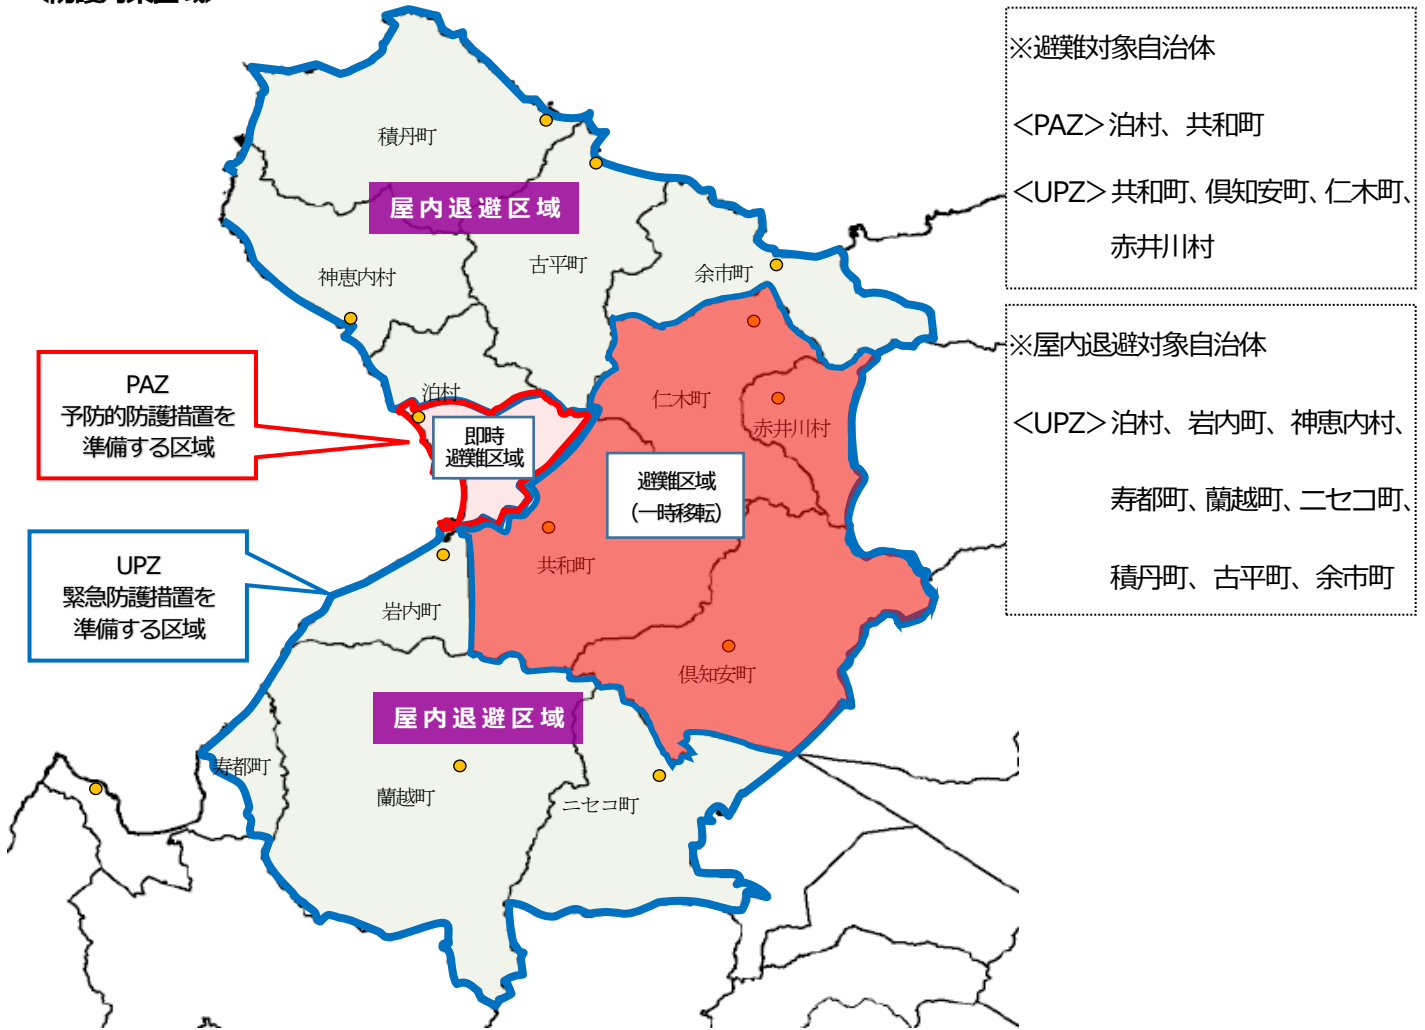 ※避難対象自治体
<PAZ>泊村、共和町
<UPZ>共和町、倶知安町、仁木町、
赤井川村
※屋内退避対象自治体
<UPZ>泊村、岩内町、神恵内村、
寿都町、蘭越町、ニセコ町、
積丹町、古平町、余市町
積丹町
屋内退避区域
古平町
余市町
神恵内村
PAZ
予防的防護措置を
準備する区域
泊村
即時
避難区域
仁木町
赤井川村
避難区域
(一時移転)
UPZ
緊急防護措置を
準備する区域
共和町
岩内町
倶知安町
屋内退避区域
寿都町
蘭越町
ニセコ町